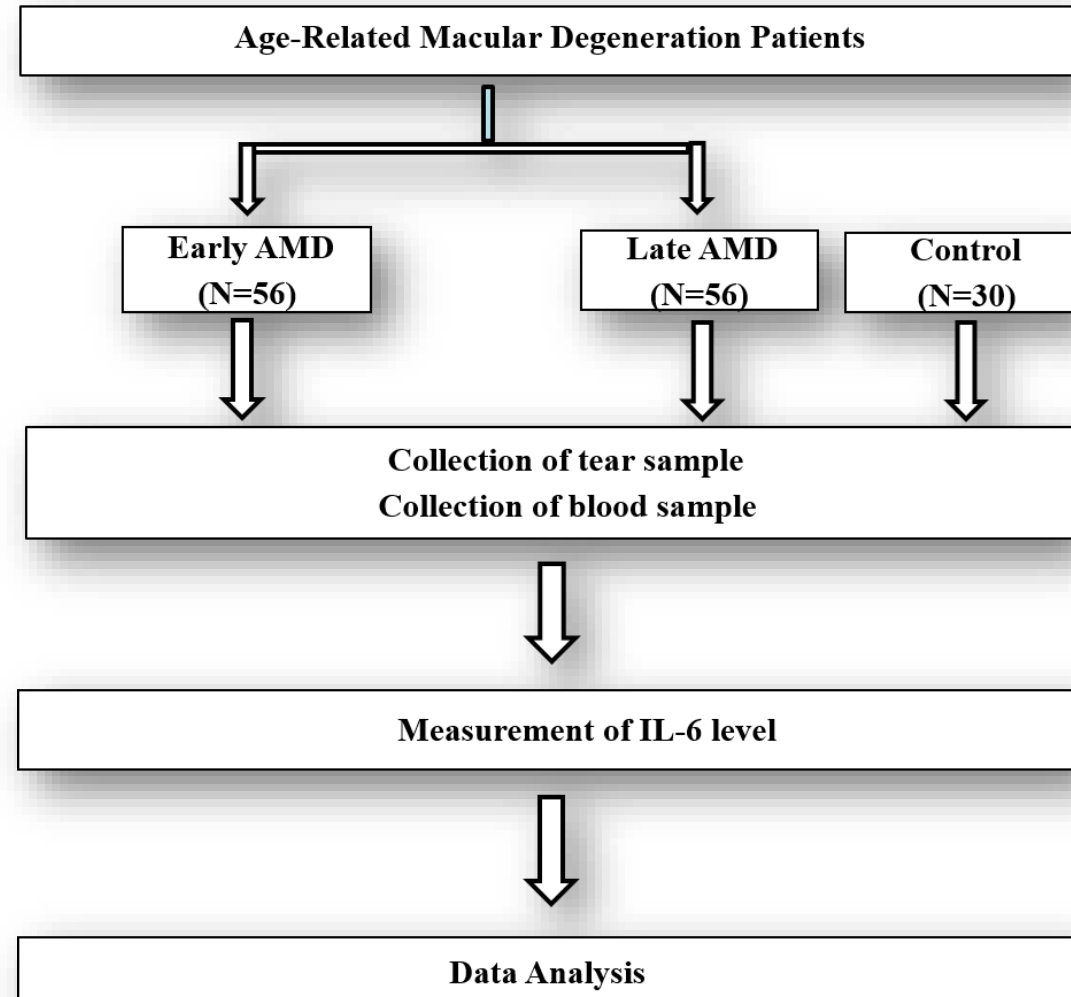 Age-Related Macular Degeneration Patients
Early AMD
(N=56)
Late AMD
(N=56)
Control
(N=30)
Collection of tear sample
Collection of blood sample
Measurement of IL-6 level
Data Analysis